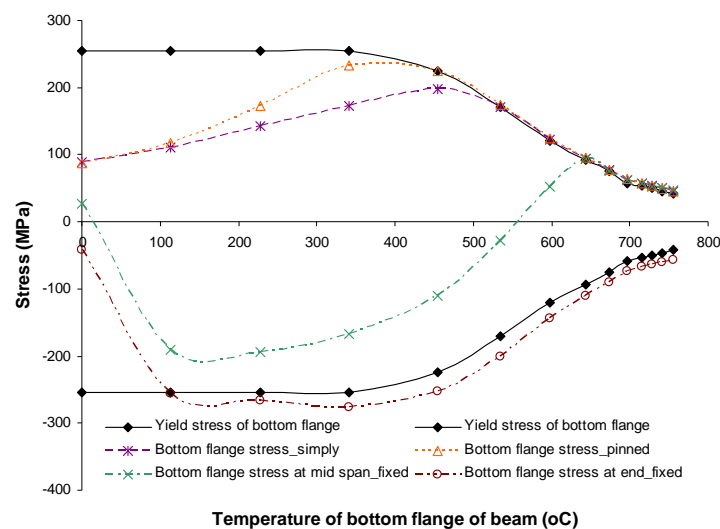 300
200
100
0
-100
-200
-300
-400
Stress (MPa)
0 100 200 300 400 500 600 700 800
Yield stress of bottom flange
Yield stress of bottom flange
Bottom flange stress_simply
Bottom flange stress_pinned
Bottom flange stress at mid span_fixed
Bottom flange stress at end_fixed
Temperature of bottom flange of beam (oC)